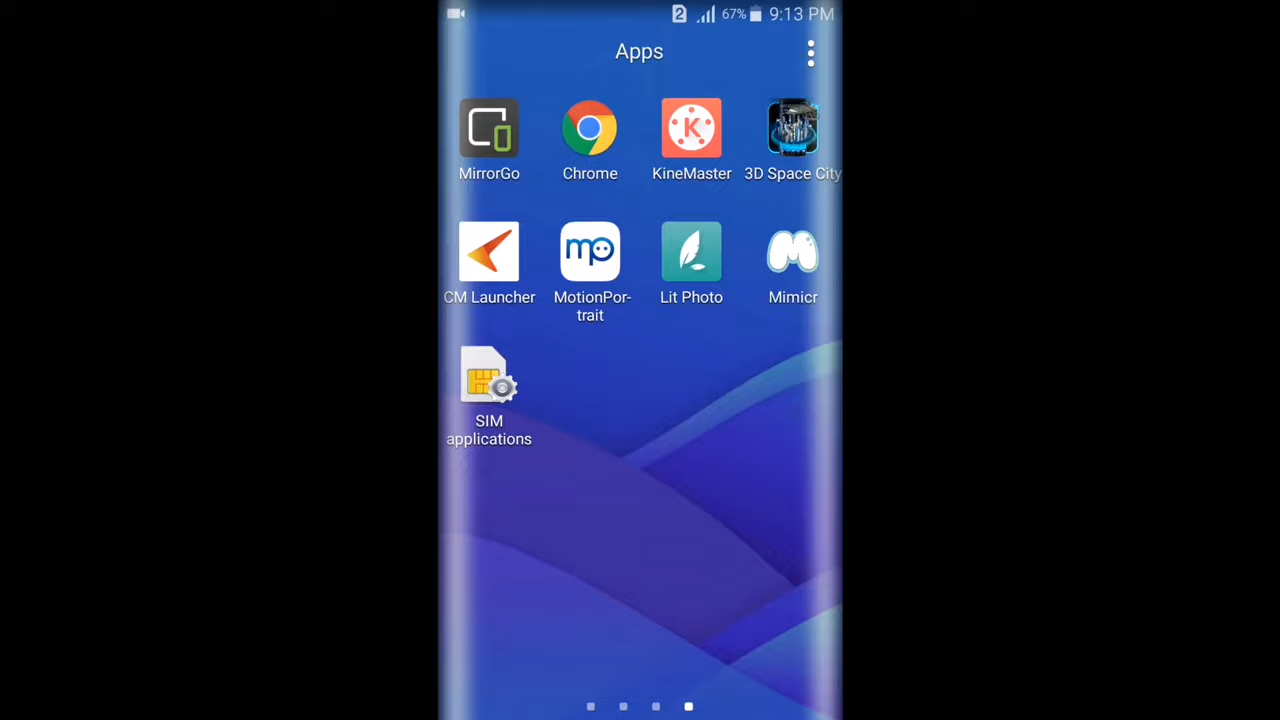 2 67% 9:13 PM
Apps
MirrorGo Chrome KineMaster 3D Space City
CM Launcher MotionPor- Lit Photo Mimicr
trait
SIM
applications